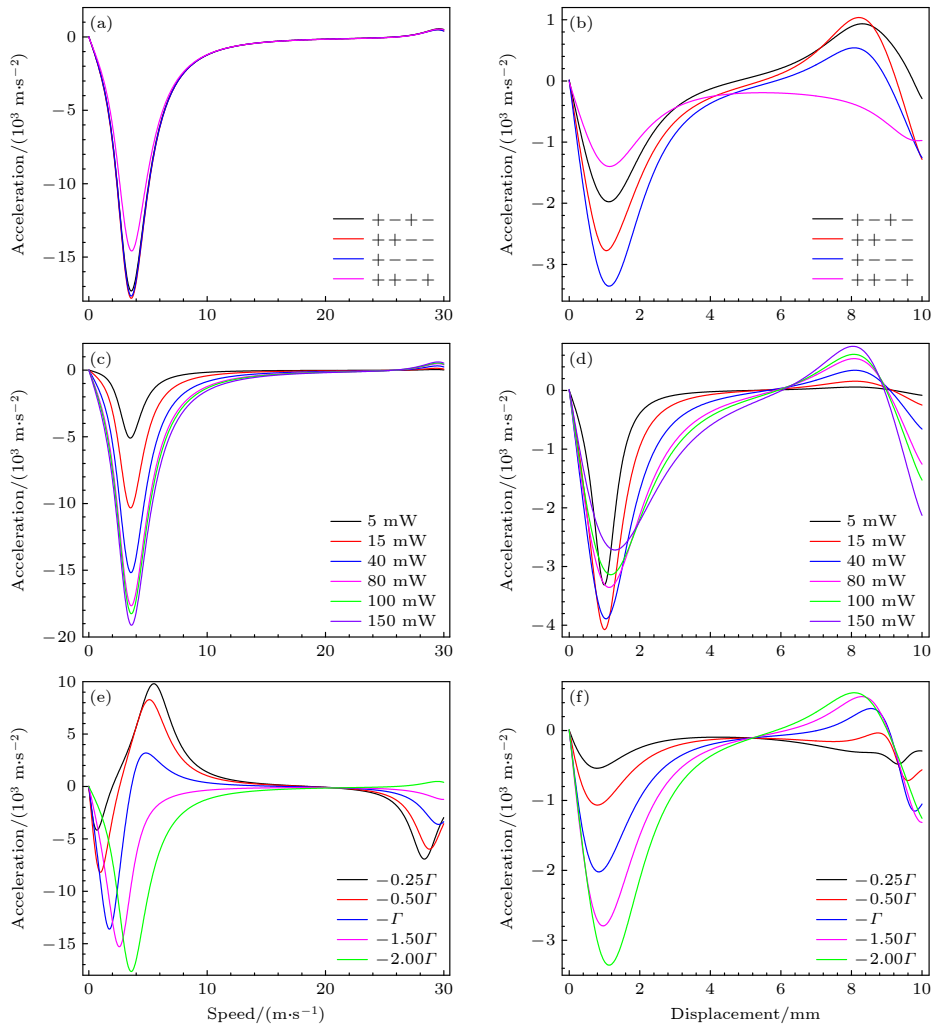 (a)
Acceleration/(10³ m·s⁻²)
0
−5
−10
−15
+−+−
++−−
+−−−
++−+
0 10 20 30
(b)
Acceleration/(10³ m·s⁻²)
1
0
−1
−2
−3
+−+−
++−−
+−−−
++−+
0 2 4 6 8 10
(c)
Acceleration/(10³ m·s⁻²)
0
−5
−10
−15
−20
5 mW
15 mW
40 mW
80 mW
100 mW
150 mW
0 10 20 30
(d)
Acceleration/(10³ m·s⁻²)
0
−1
−2
−3
−4
5 mW
15 mW
40 mW
80 mW
100 mW
150 mW
0 2 4 6 8 10
(e)
Acceleration/(10³ m·s⁻²)
10
5
0
−5
−10
−15
−0.25Γ
−0.50Γ
−Γ
−1.50Γ
−2.00Γ
0 10 20 30
Speed/(m·s⁻¹)
(f)
Acceleration/(10³ m·s⁻²)
0
−1
−2
−3
−0.25Γ
−0.50Γ
−Γ
−1.50Γ
−2.00Γ
0 2 4 6 8 10
Displacement/mm